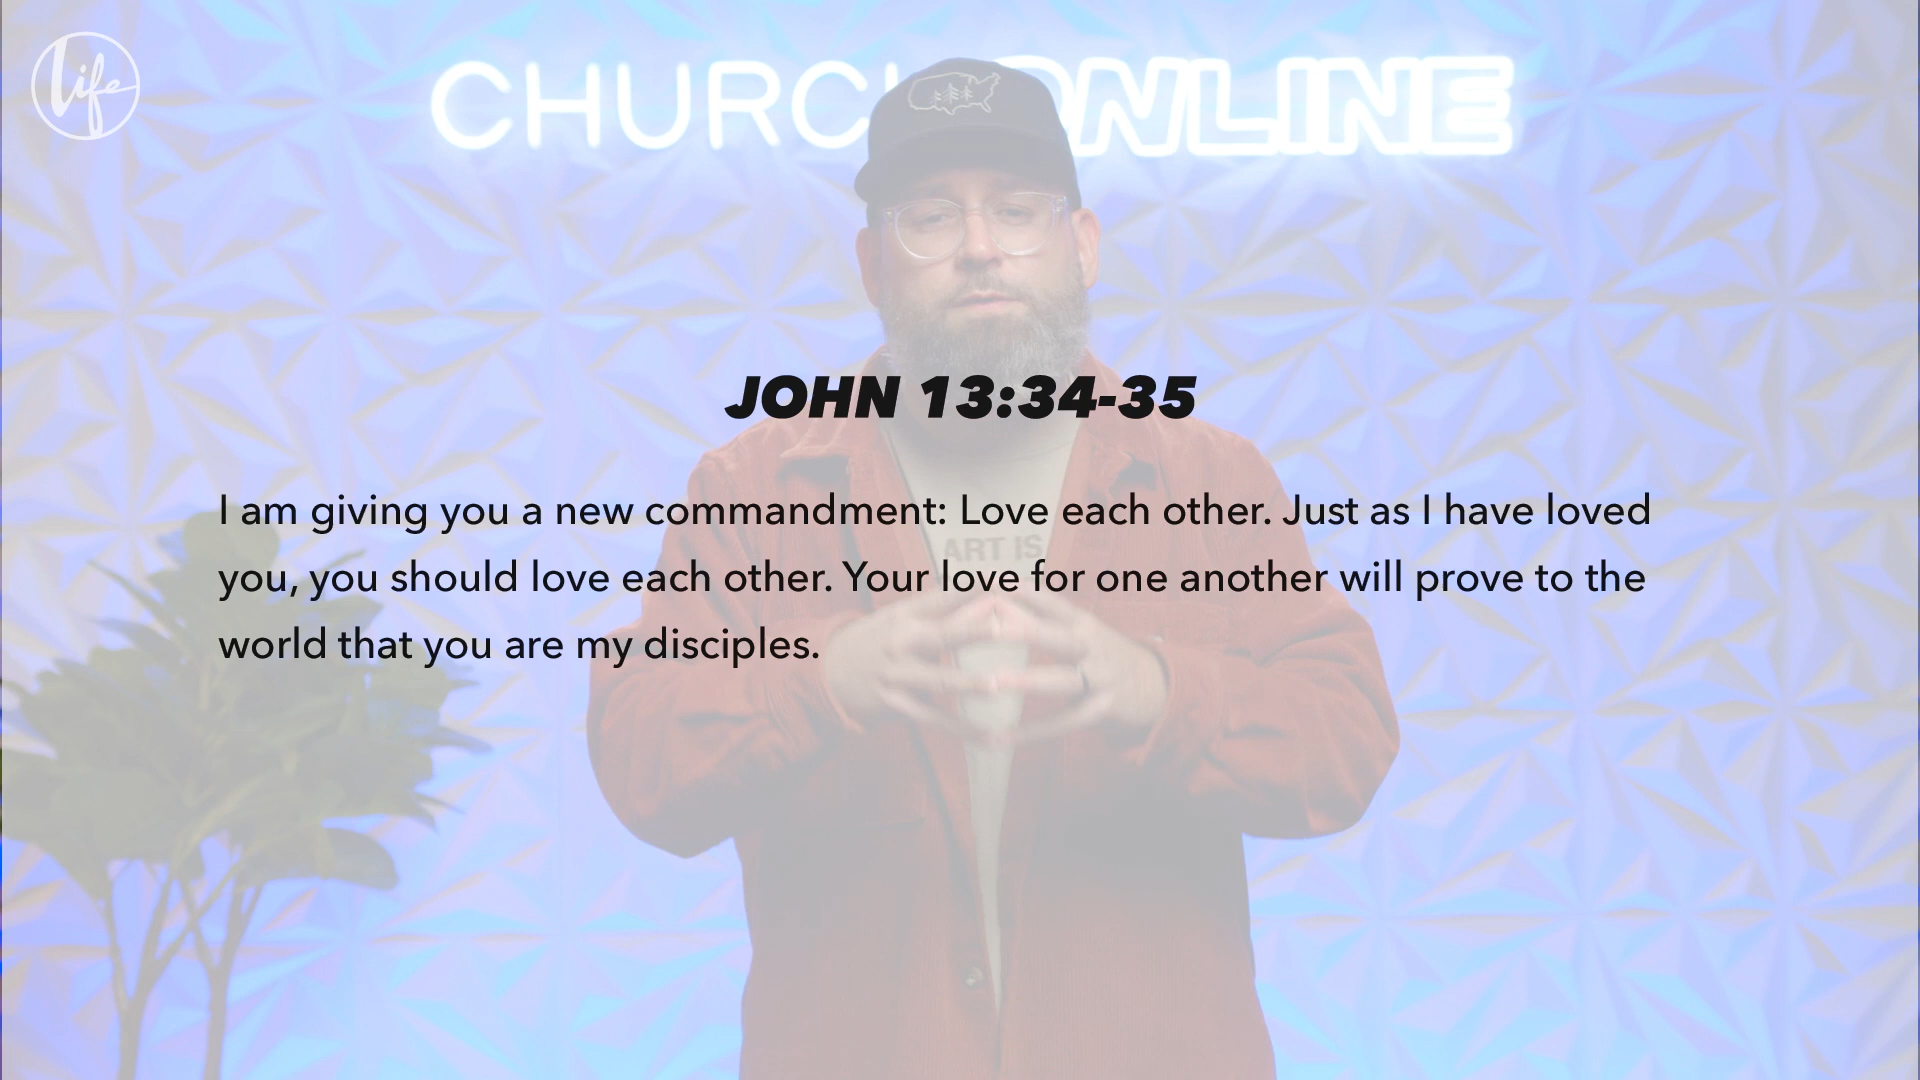 Life
CHURCH ONLINE
JOHN 13:34-35
I am giving you a new commandment: Love each other. Just as I have loved
you, you should love each other. Your love for one another will prove to the
world that you are my disciples.
ART IS